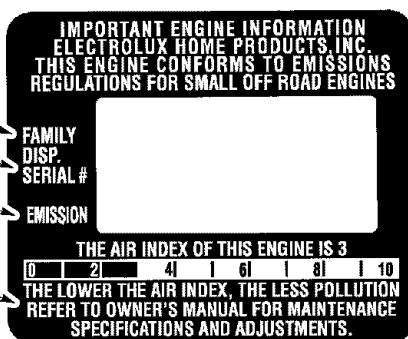 IMPORTANT ENGINE INFORMATION
ELECTROLUX HOME PRODUCTS, INC.
THIS ENGINE CONFORMS TO EMISSIONS
REGULATIONS FOR SMALL OFF ROAD ENGINES
FAMILY
DISP.
SERIAL #
EMISSION
THE AIR INDEX OF THIS ENGINE IS 3
0 2 4 6 8 10
THE LOWER THE AIR INDEX, THE LESS POLLUTION
REFER TO OWNER'S MANUAL FOR MAINTENANCE
SPECIFICATIONS AND ADJUSTMENTS.